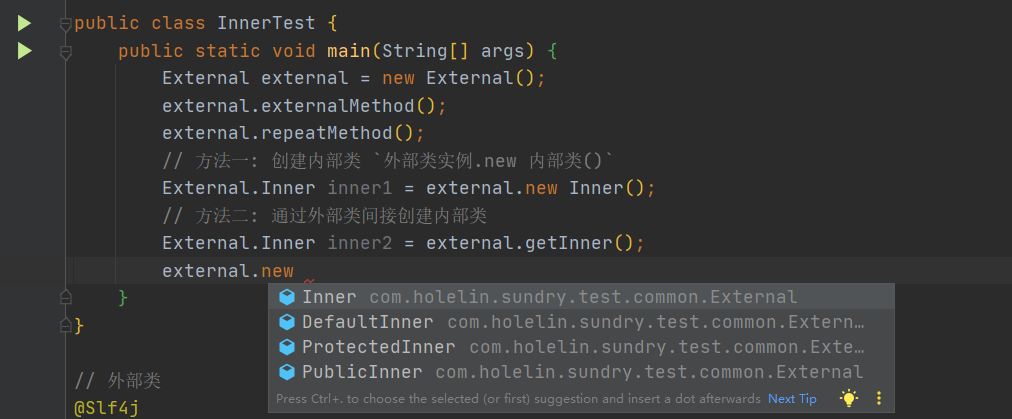 public class InnerTest {
public static void main(String[] args) {
External external = new External();
external.externalMethod();
external.repeatMethod();
// 方法一: 创建内部类 `外部类实例.new 内部类()`
External.Inner inner1 = external.new Inner();
// 方法二: 通过外部类间接创建内部类
External.Inner inner2 = external.getInner();
external.new
Inner com.holelin.sundry.test.common.External
}
DefaultInner com.holelin.sundry.test.common.Extern…
}
ProtectedInner com.holelin.sundry.test.common.Exte…
PublicInner com.holelin.sundry.test.common.External
// 外部类
Press Ctrl+. to choose the selected (or first) suggestion and insert a dot afterwards Next Tip
@Slf4j